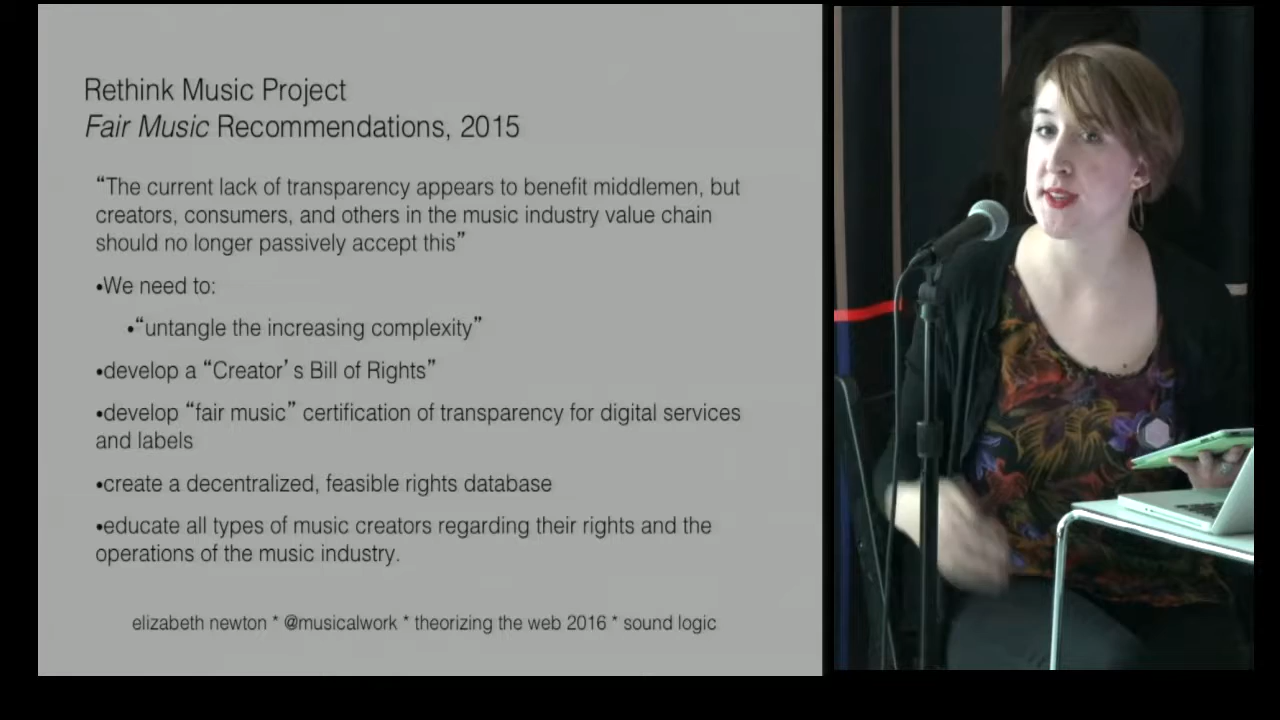 Rethink Music Project
Fair Music Recommendations, 2015
“The current lack of transparency appears to benefit middlemen, but
creators, consumers, and others in the music industry value chain
should no longer passively accept this”
•We need to:
•“untangle the increasing complexity”
•develop a “Creator’ s Bill of Rights”
•develop “fair music” certification of transparency for digital services
and labels
•create a decentralized, feasible rights database
•educate all types of music creators regarding their rights and the
operations of the music industry.
elizabeth newton * @musicalwork * theorizing the web 2016 * sound logic